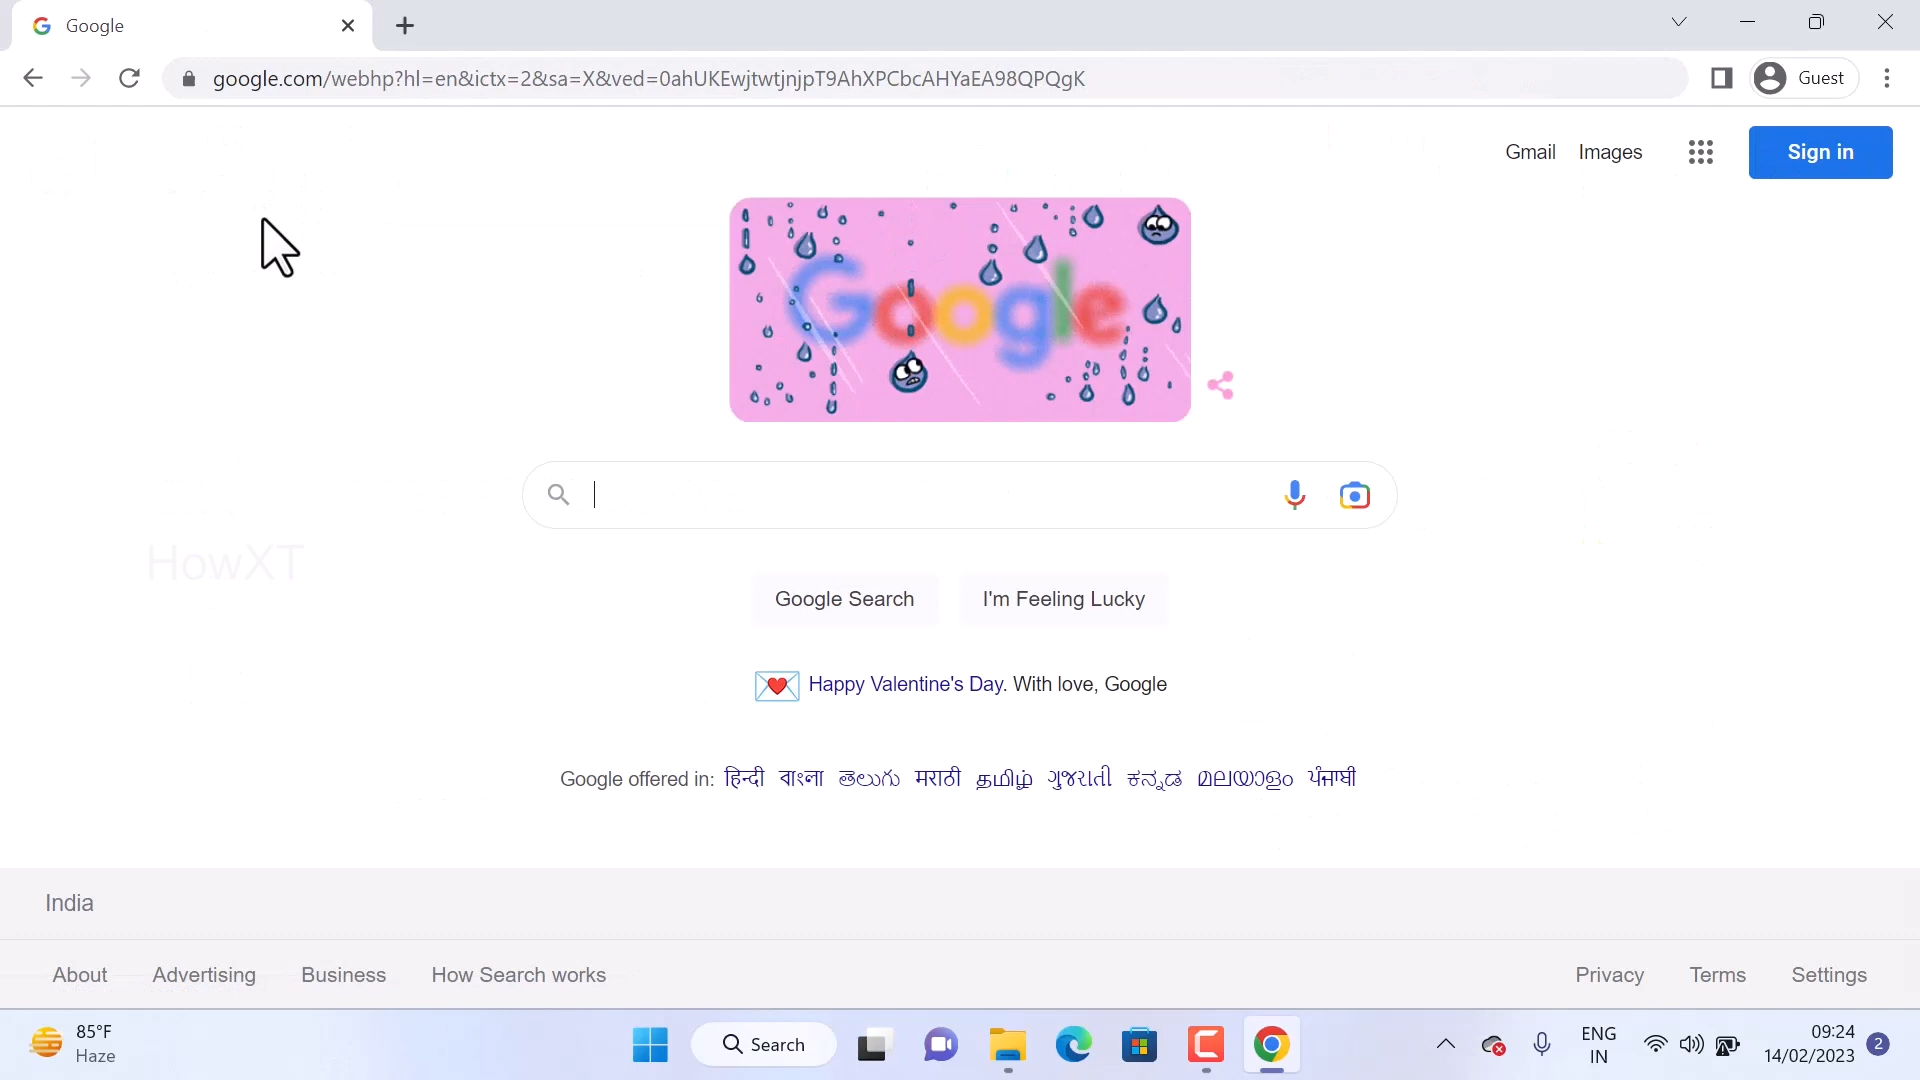 Google
google.com/webhp?hl=en&ictx=2&sa=X&ved=0ahUKEwjtwtjnjpT9AhXPCbcAHYaEA98QPQgK
Guest
Gmail Images Sign in
Google
HowXT
Google Search I'm Feeling Lucky
Happy Valentine's Day. With love, Google
Google offered in: हिन्दी বাংলা తెలుగు मराठी தமிழ் ગુજરાતી ಕನ್ನಡ മലയാളം ਪੰਜਾਬੀ
India
About Advertising Business How Search works Privacy Terms Settings
85°F
Haze
Search
ENG
IN
09:24
14/02/2023
2